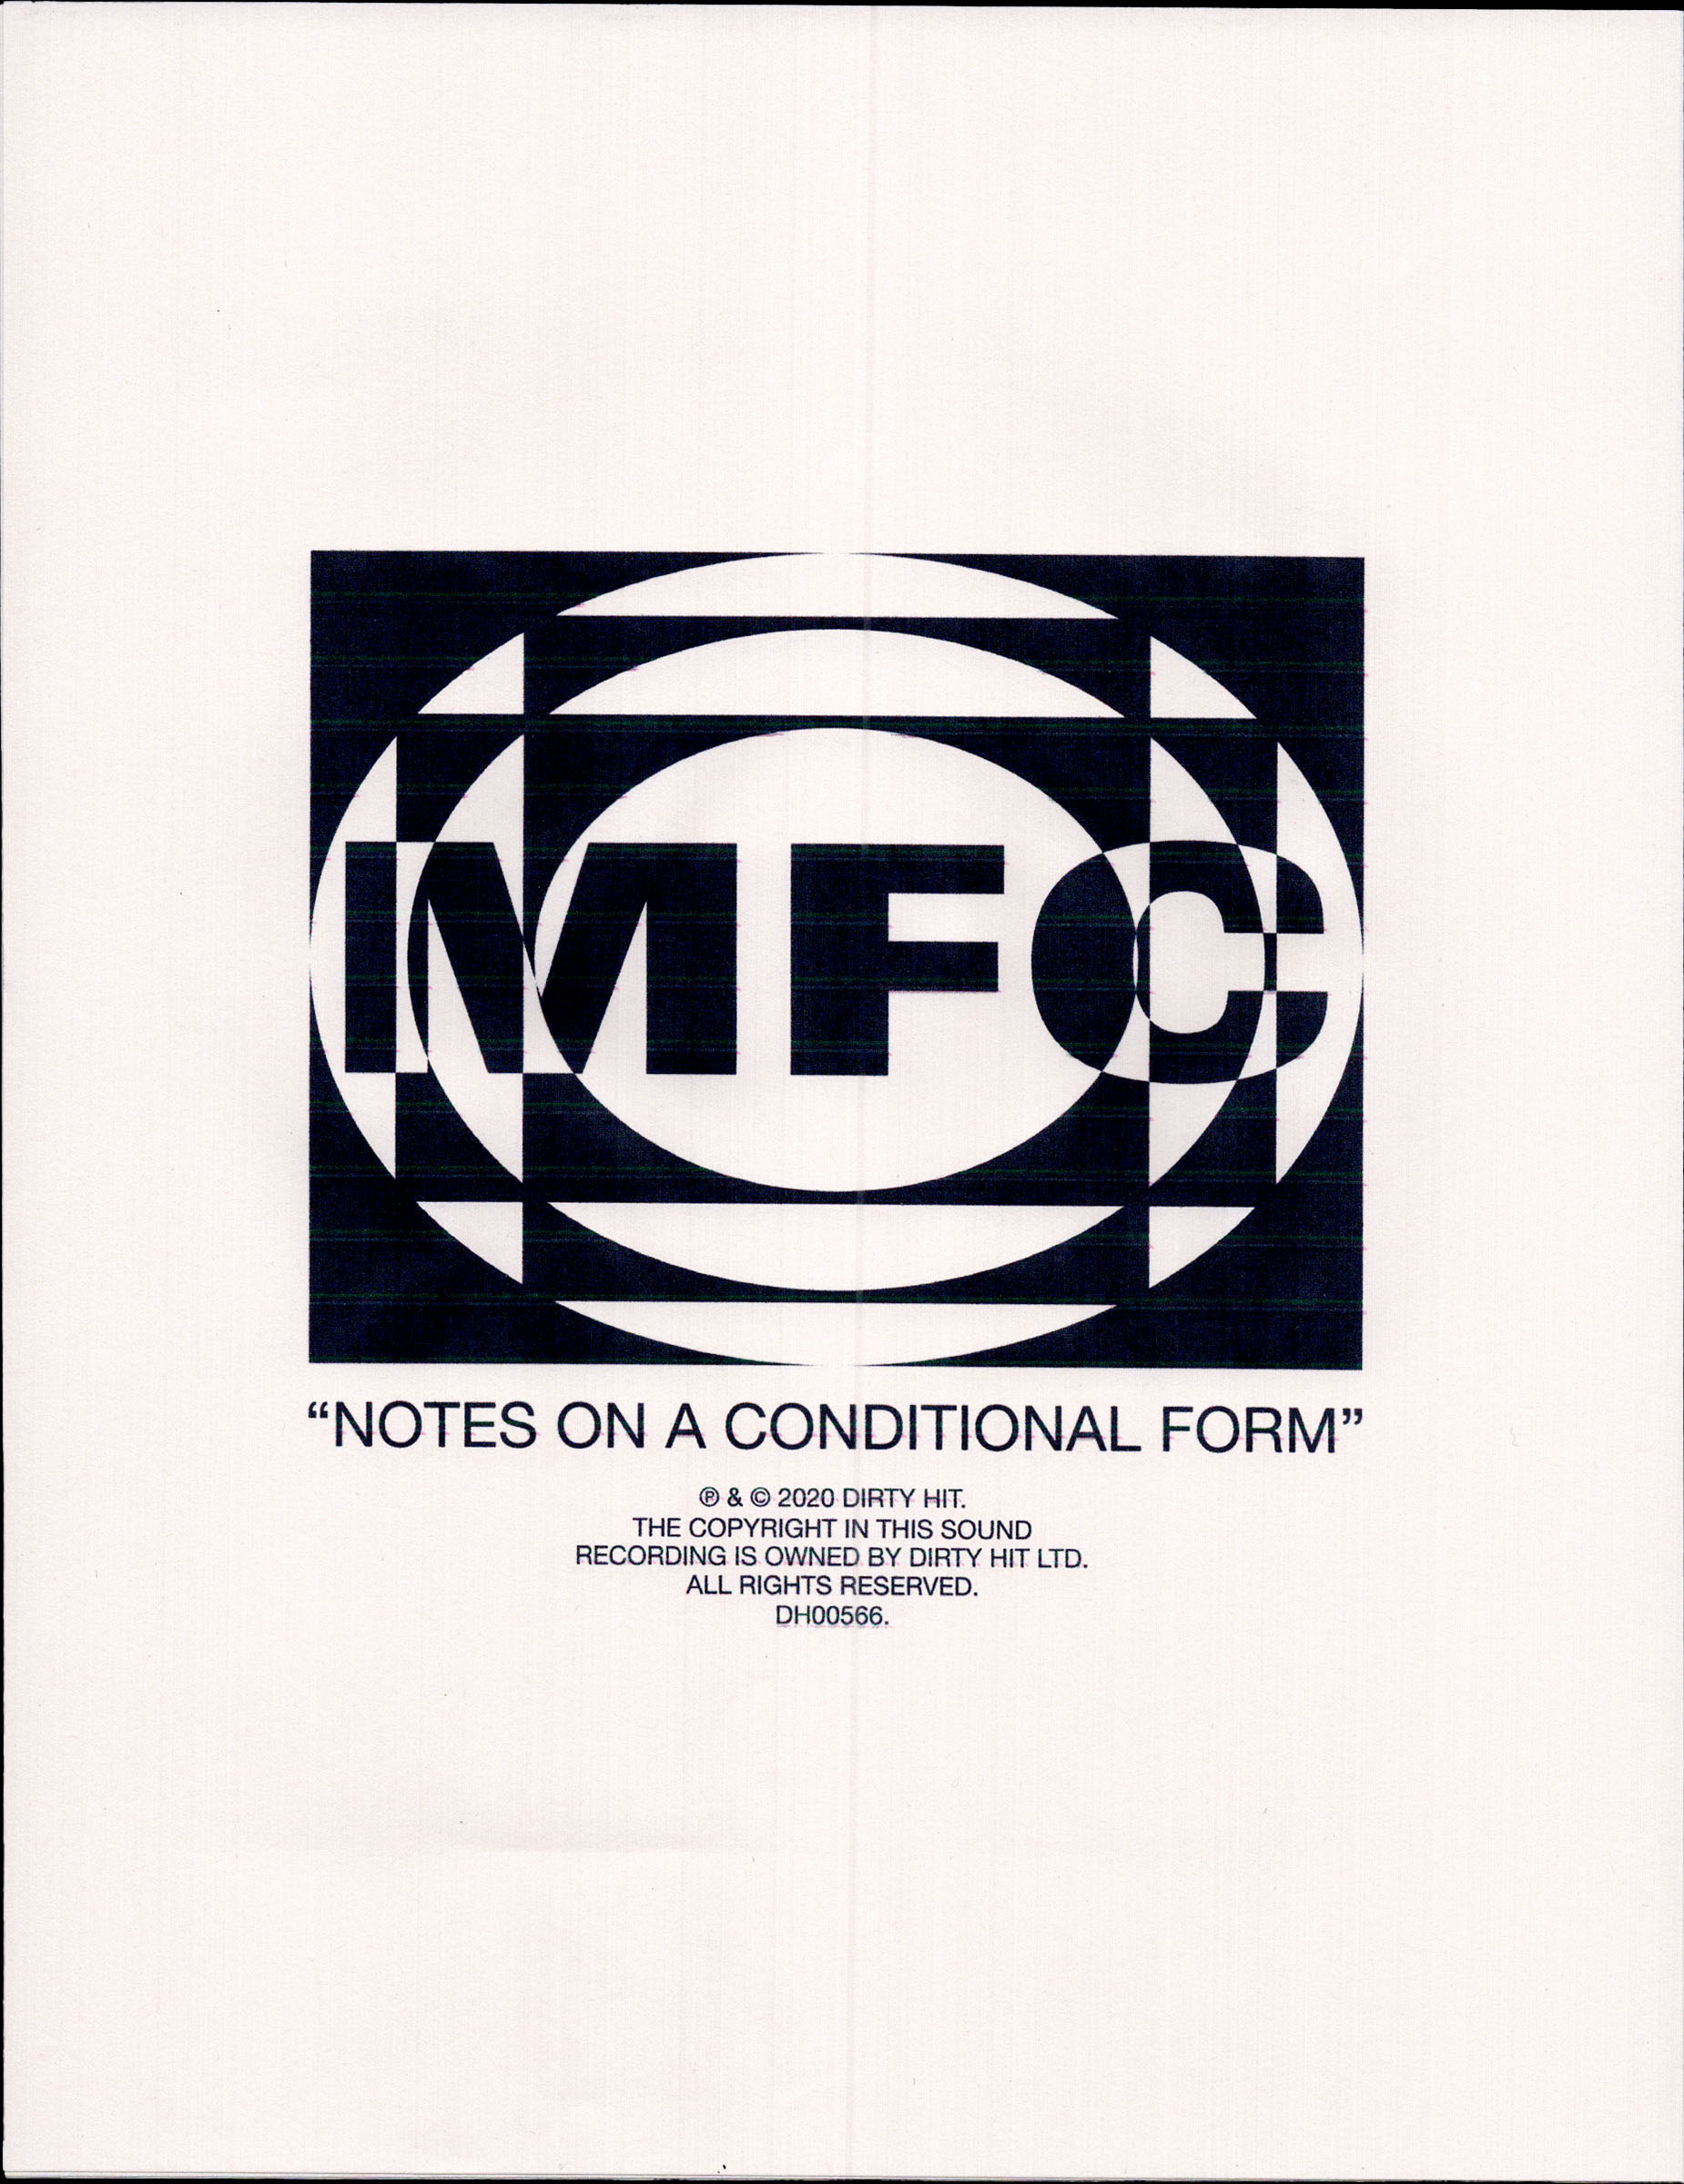 MFC
“NOTES ON A CONDITIONAL FORM”
℗ & © 2020 DIRTY HIT.
THE COPYRIGHT IN THIS SOUND
RECORDING IS OWNED BY DIRTY HIT LTD.
ALL RIGHTS RESERVED.
DH00566.